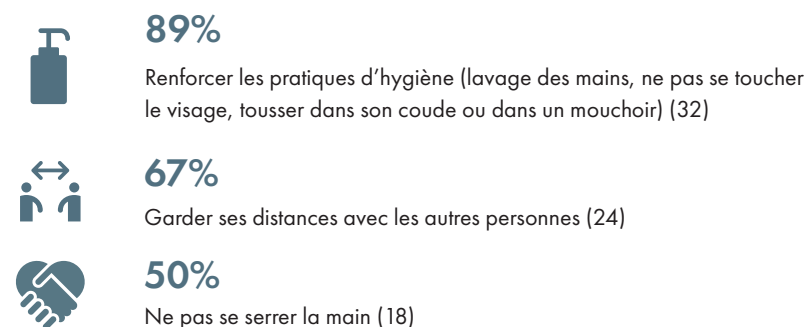 89%
Renforcer les pratiques d’hygiène (lavage des mains, ne pas se toucher
le visage, tousser dans son coude ou dans un mouchoir) (32)
67%
Garder ses distances avec les autres personnes (24)
50%
Ne pas se serrer la main (18)